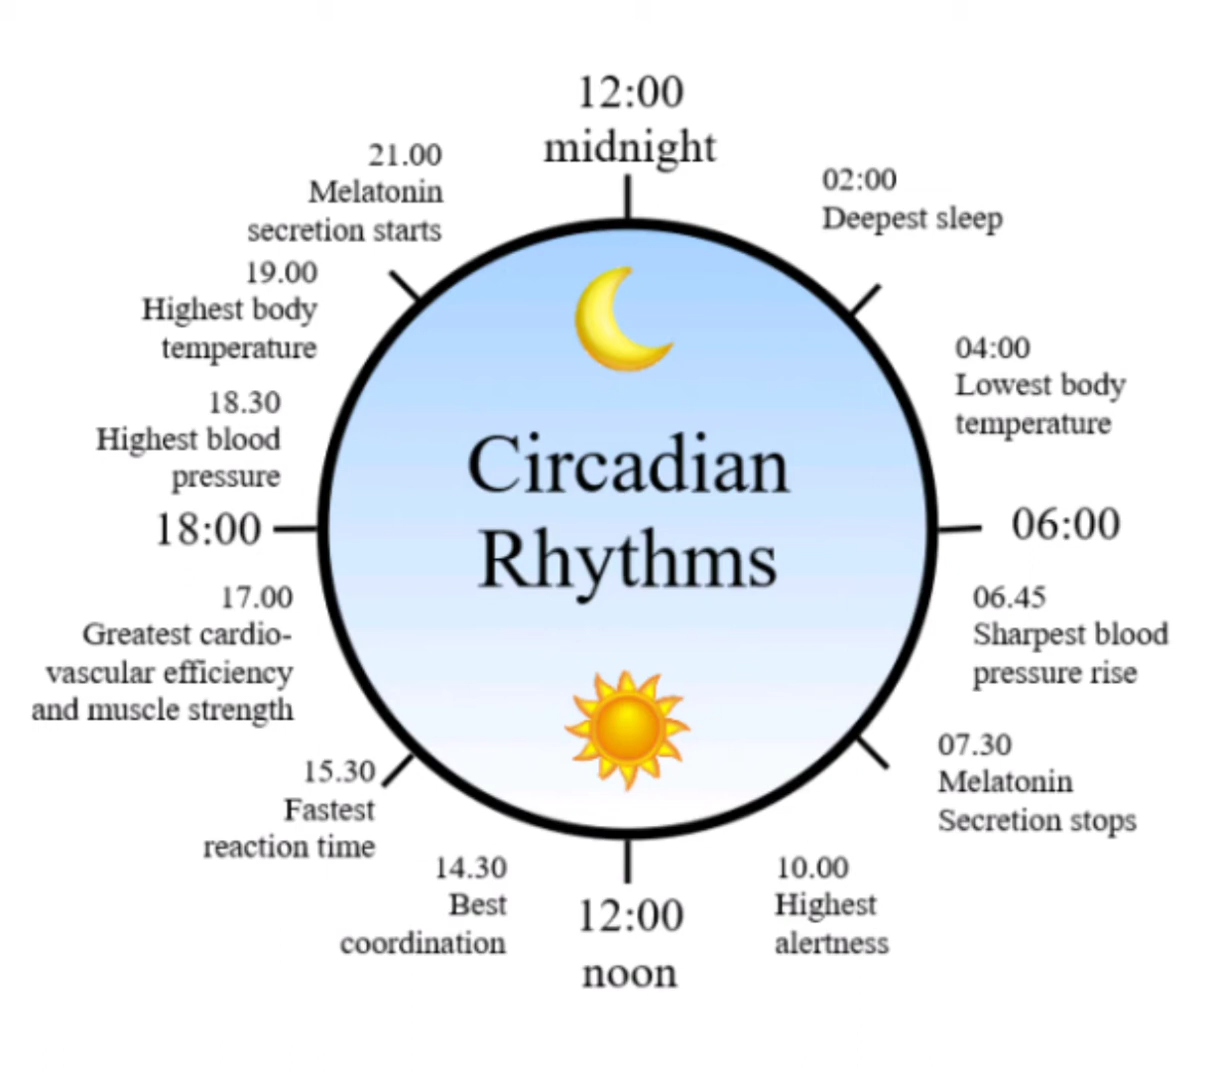 12:00
midnight
02:00
Deepest sleep
04:00
Lowest body
temperature
06:00
06.45
Sharpest blood
pressure rise
07.30
Melatonin
Secretion stops
10.00
Highest
alertness
12:00
noon
14.30
Best
coordination
15.30
Fastest
reaction time
17.00
Greatest cardio-
vascular efficiency
and muscle strength
18:00
18.30
Highest blood
pressure
19.00
Highest body
temperature
21.00
Melatonin
secretion starts
Circadian
Rhythms